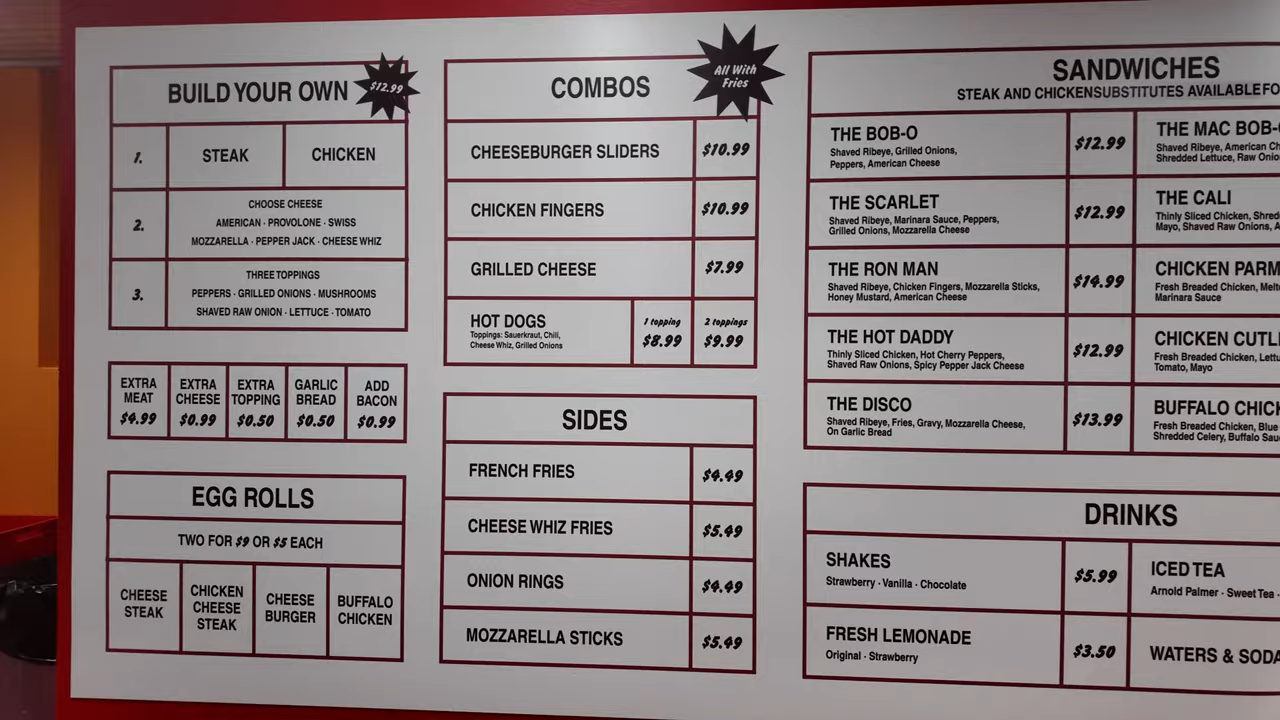 BUILD YOUR OWN
$12.99
1. STEAK CHICKEN
2. CHOOSE CHEESE
AMERICAN · PROVOLONE · SWISS
MOZZARELLA · PEPPER JACK · CHEESE WHIZ
3. THREE TOPPINGS
PEPPERS · GRILLED ONIONS · MUSHROOMS
SHAVED RAW ONION · LETTUCE · TOMATO
EXTRA MEAT $4.99
EXTRA CHEESE $0.99
EXTRA TOPPING $0.50
GARLIC BREAD $0.50
ADD BACON $0.99
EGG ROLLS
TWO FOR $9 OR $5 EACH
CHEESE STEAK
CHICKEN CHEESE STEAK
CHEESE BURGER
BUFFALO CHICKEN
COMBOS
All With
Fries
CHEESEBURGER SLIDERS $10.99
CHICKEN FINGERS $10.99
GRILLED CHEESE $7.99
HOT DOGS
Toppings: Sauerkraut, Chili,
Cheese Whiz, Grilled Onions
1 topping $8.99
2 toppings $9.99
SIDES
FRENCH FRIES $4.49
CHEESE WHIZ FRIES $5.49
ONION RINGS $4.49
MOZZARELLA STICKS $5.49
SANDWICHES
STEAK AND CHICKEN SUBSTITUTES AVAILABLE
THE BOB-O $12.99
Shaved Ribeye, Grilled Onions,
Peppers, American Cheese
THE SCARLET $12.99
Shaved Ribeye, Marinara Sauce, Peppers,
Grilled Onions, Mozzarella Cheese
THE RON MAN $14.99
Shaved Ribeye, Chicken Fingers, Mozzarella Sticks,
Honey Mustard, American Cheese
THE HOT DADDY $12.99
Thinly Sliced Chicken, Hot Cherry Peppers,
Shaved Raw Onions, Spicy Pepper Jack Cheese
THE DISCO $13.99
Shaved Ribeye, Fries, Gravy, Mozzarella Cheese,
On Garlic Bread
THE MAC BOB-
Shaved Ribeye, American
Shredded Lettuce, Raw
THE CALI
Thinly Sliced Chicken,
Mayo, Shaved Raw Onions,
CHICKEN
Fresh Breaded Chicken,
Marinara Sauce
CHICKEN
Fresh Breaded Chicken,
Tomato, Mayo
BUFFALO
Fresh Breaded Chicken, Blue
Shredded Celery, Buffalo
DRINKS
SHAKES $5.99
Strawberry · Vanilla · Chocolate
FRESH LEMONADE $3.50
Original · Strawberry
ICED TEA
Arnold Palmer · Sweet Tea ·
WATERS & SODA